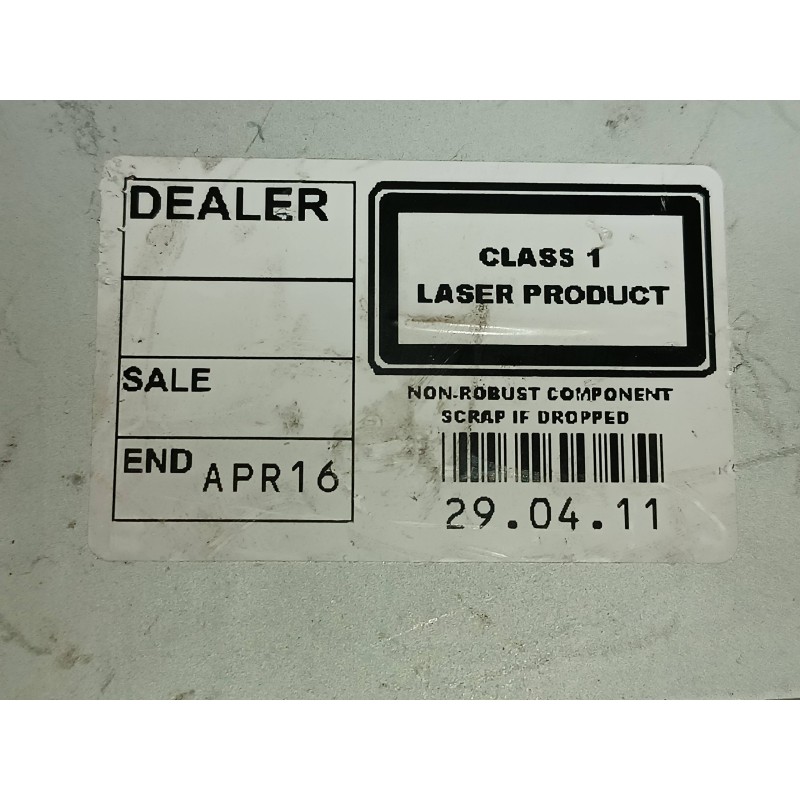 DEALER
SALE
END APR16
CLASS 1
LASER PRODUCT
NON-ROBUST COMPONENT
SCRAP IF DROPPED
29.04.11